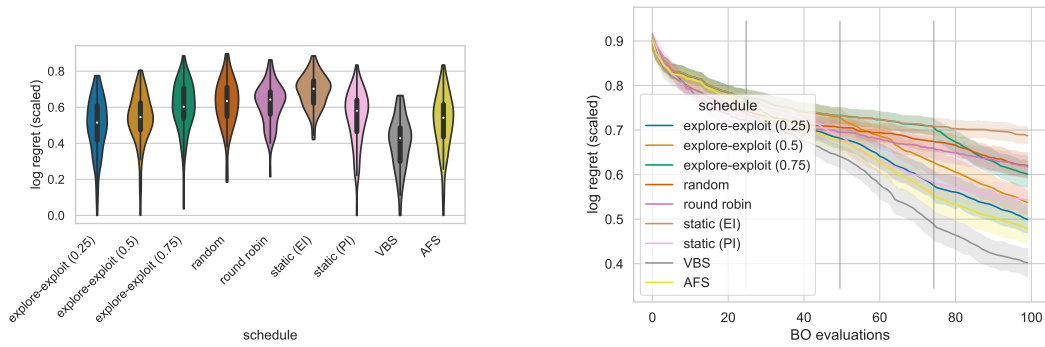 log regret (scaled)
0.8
0.6
0.4
0.2
0.0
explore-exploit (0.25)
explore-exploit (0.5)
explore-exploit (0.75)
random
round robin
static (EI)
static (PI)
VBS
AFS
schedule
log regret (scaled)
0.9
0.8
0.7
0.6
0.5
0.4
schedule
explore-exploit (0.25)
explore-exploit (0.5)
explore-exploit (0.75)
random
round robin
static (EI)
static (PI)
VBS
AFS
0 20 40 60 80 100
BO evaluations